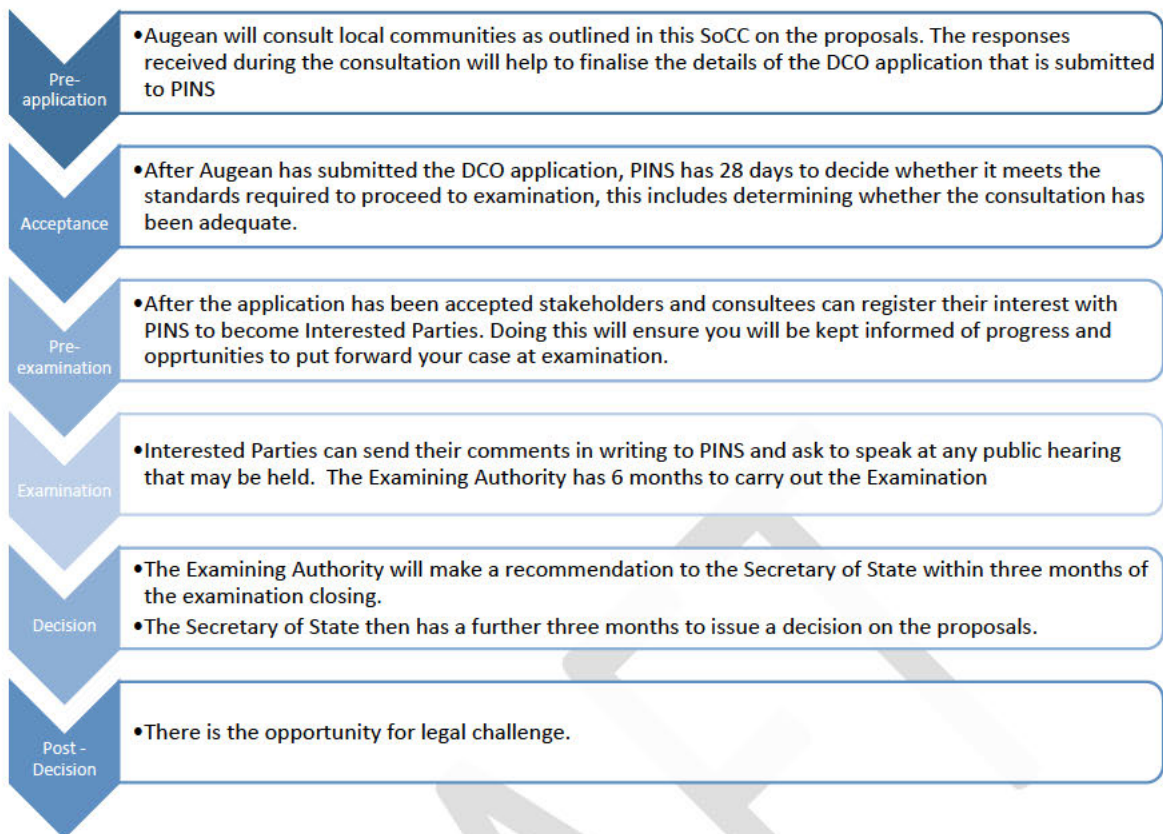 Pre-
application
•Augean will consult local communities as outlined in this SoCC on the proposals. The responses
received during the consultation will help to finalise the details of the DCO application that is submitted
to PINS
Acceptance
•After Augean has submitted the DCO application, PINS has 28 days to decide whether it meets the
standards required to proceed to examination, this includes determining whether the consultation has
been adequate.
Pre-
examination
•After the application has been accepted stakeholders and consultees can register their interest with
PINS to become Interested Parties. Doing this will ensure you will be kept informed of progress and
opprtunities to put forward your case at examination.
Examination
•Interested Parties can send their comments in writing to PINS and ask to speak at any public hearing
that may be held.  The Examining Authority has 6 months to carry out the Examination
Decision
•The Examining Authority will make a recommendation to the Secretary of State within three months of
the examination closing.
•The Secretary of State then has a further three months to issue a decision on the proposals.
Post -
Decision
•There is the opportunity for legal challenge.